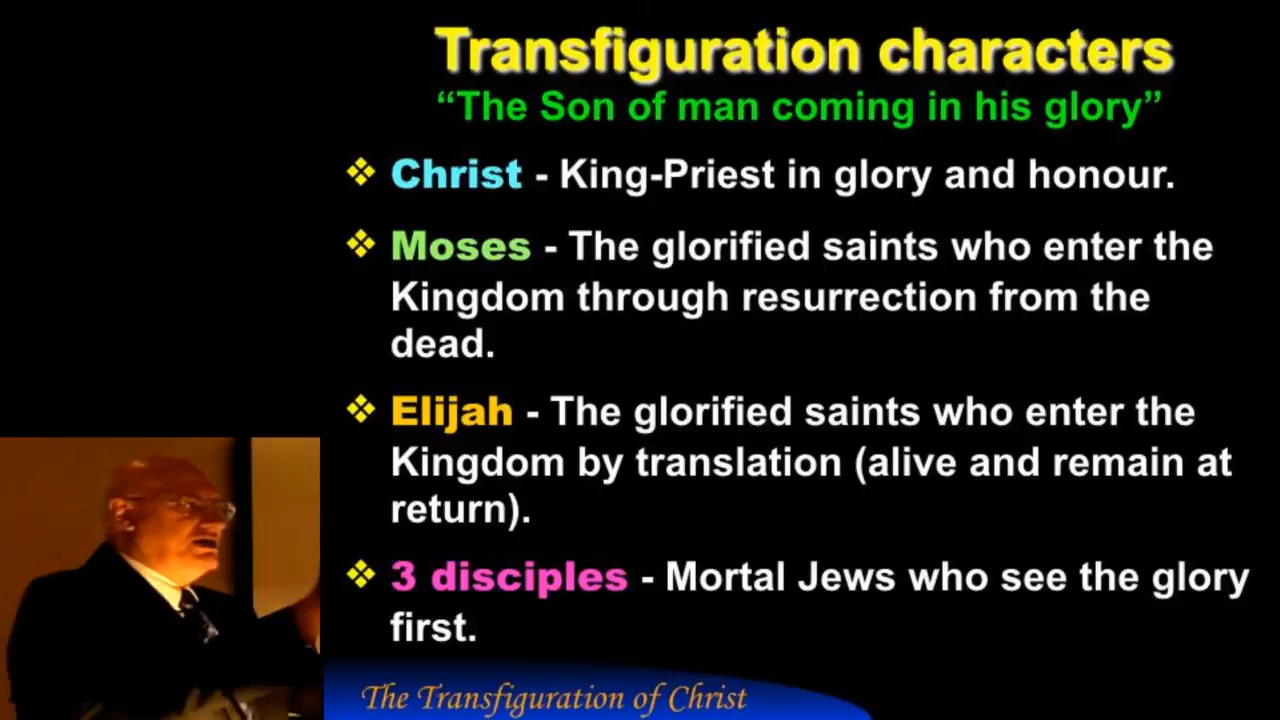 Transfiguration characters
“The Son of man coming in his glory”
❖ Christ - King-Priest in glory and honour.
❖ Moses - The glorified saints who enter the
Kingdom through resurrection from the
dead.
❖ Elijah - The glorified saints who enter the
Kingdom by translation (alive and remain at
return).
❖ 3 disciples - Mortal Jews who see the glory
first.
The Transfiguration of Christ